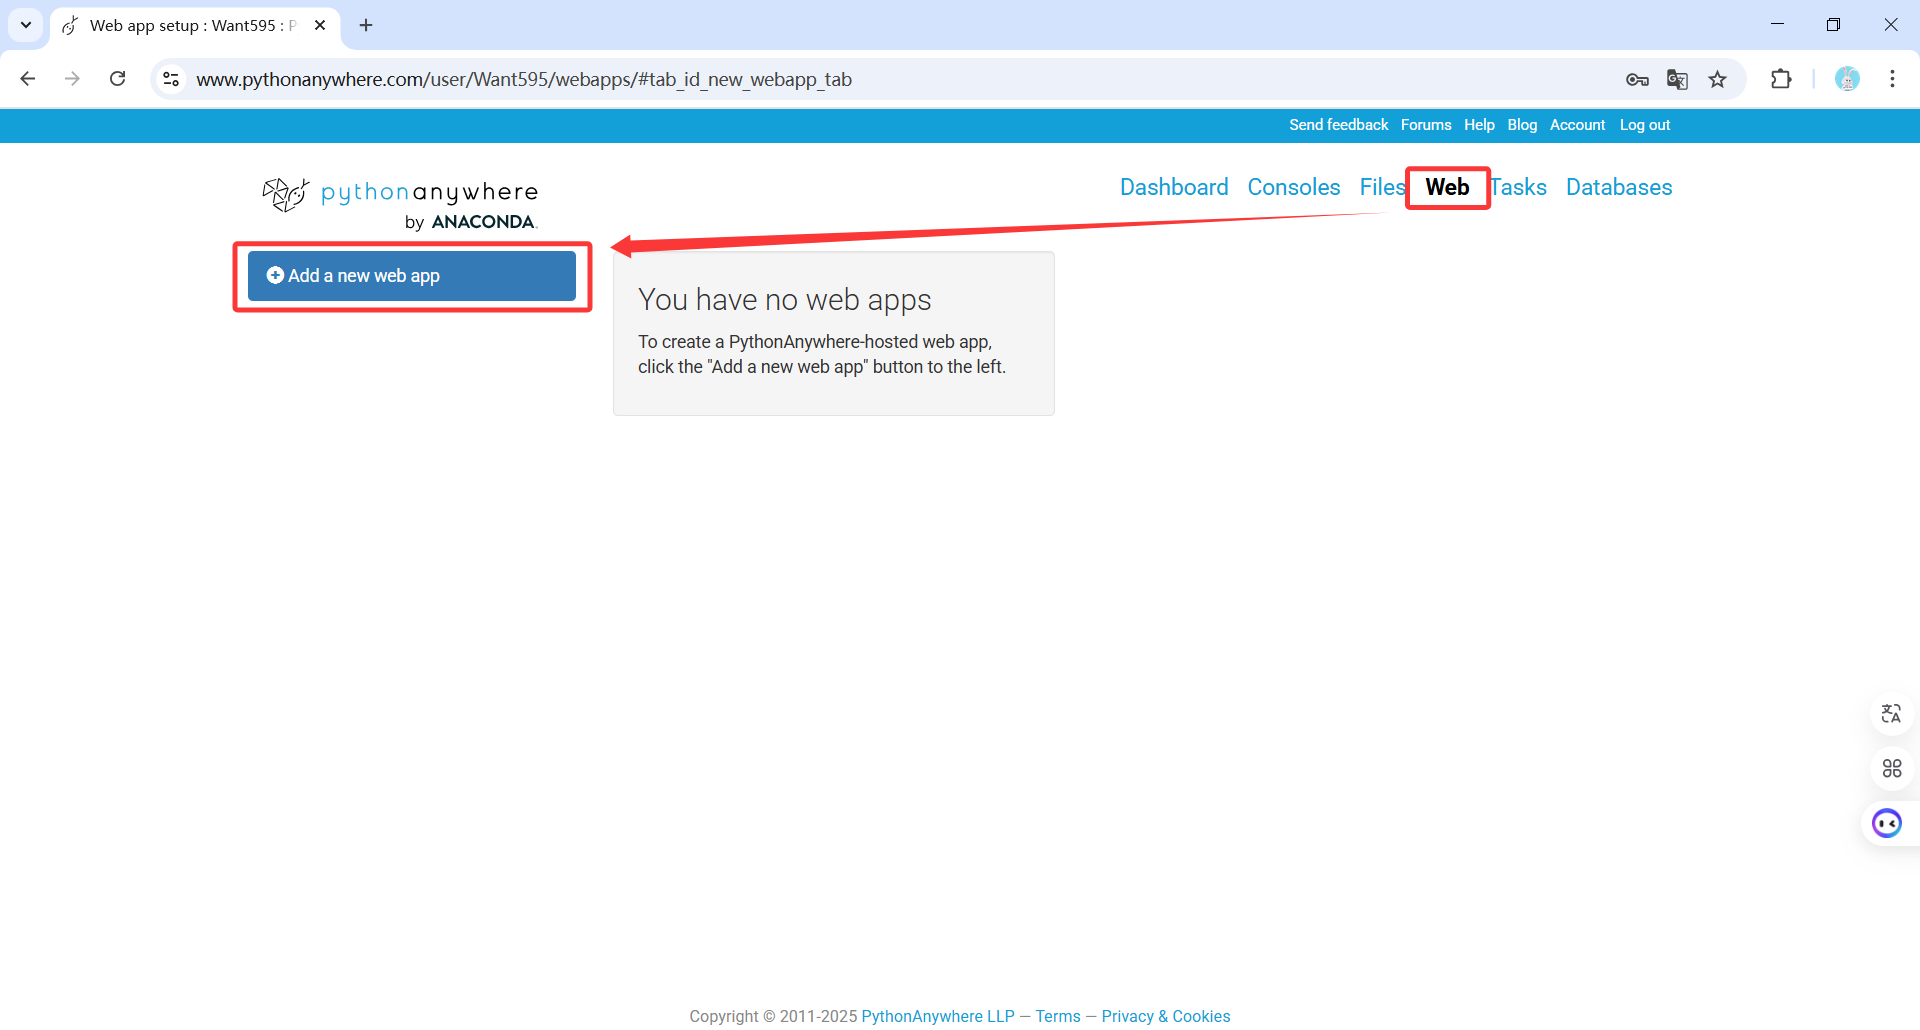 Web app setup : Want595 :
www.pythonanywhere.com/user/Want595/webapps/#tab_id_new_webapp_tab
Send feedback Forums Help Blog Account Log out
pythonanywhere
by ANACONDA.
Dashboard Consoles Files Web Tasks Databases
Add a new web app
You have no web apps
To create a PythonAnywhere-hosted web app,
click the "Add a new web app" button to the left.
Copyright © 2011-2025 PythonAnywhere LLP — Terms — Privacy & Cookies